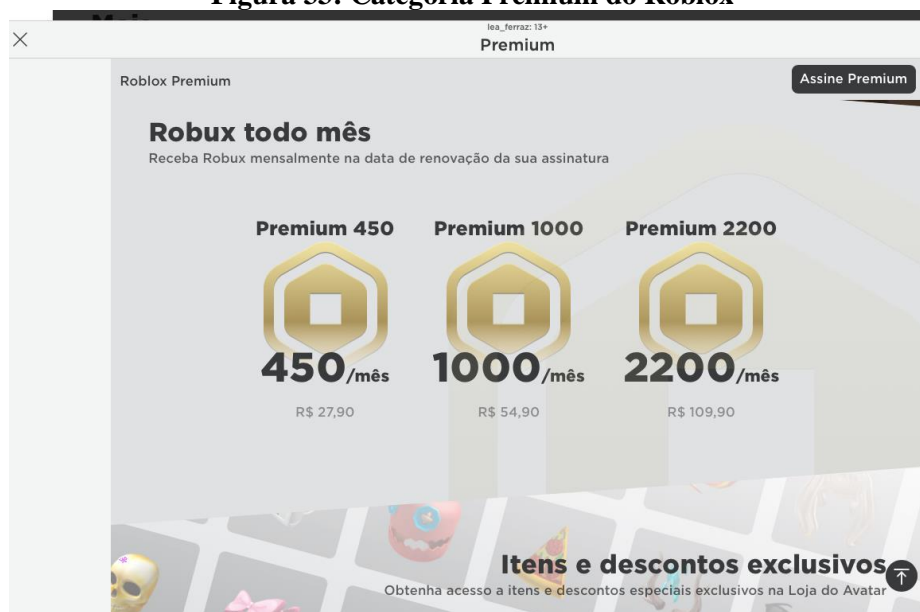 Figura 35: Categoria Premium do Roblox
lea_ferraz: 13+
Premium
Roblox Premium
Assine Premium
Robux todo mês
Receba Robux mensalmente na data de renovação da sua assinatura
Premium 450
Premium 1000
Premium 2200
450/mês
1000/mês
2200/mês
R$ 27,90
R$ 54,90
R$ 109,90
Itens e descontos exclusivos
Obtenha acesso a itens e descontos especiais exclusivos na Loja do Avatar